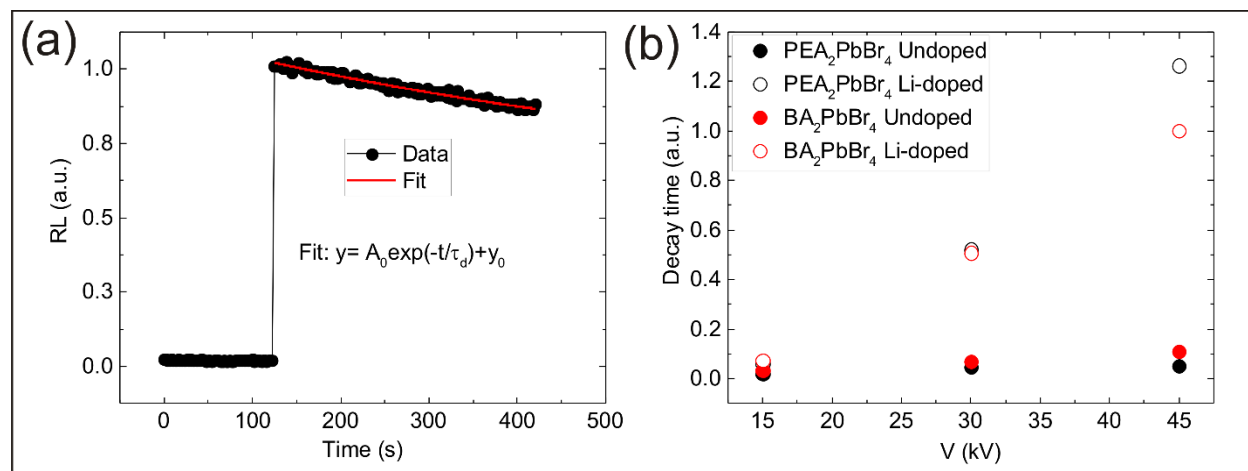 (a)
RL (a.u.)
1.0
0.8
0.5
0.3
0.0
Data
Fit
Fit: y= A₀exp(-t/τd)+y₀
0 100 200 300 400 500
Time (s)
(b)
Decay time (a.u.)
1.4
1.2
1.0
0.8
0.6
0.4
0.2
0.0
PEA₂PbBr₄ Undoped
PEA₂PbBr₄ Li-doped
BA₂PbBr₄ Undoped
BA₂PbBr₄ Li-doped
15 20 25 30 35 40 45
V (kV)